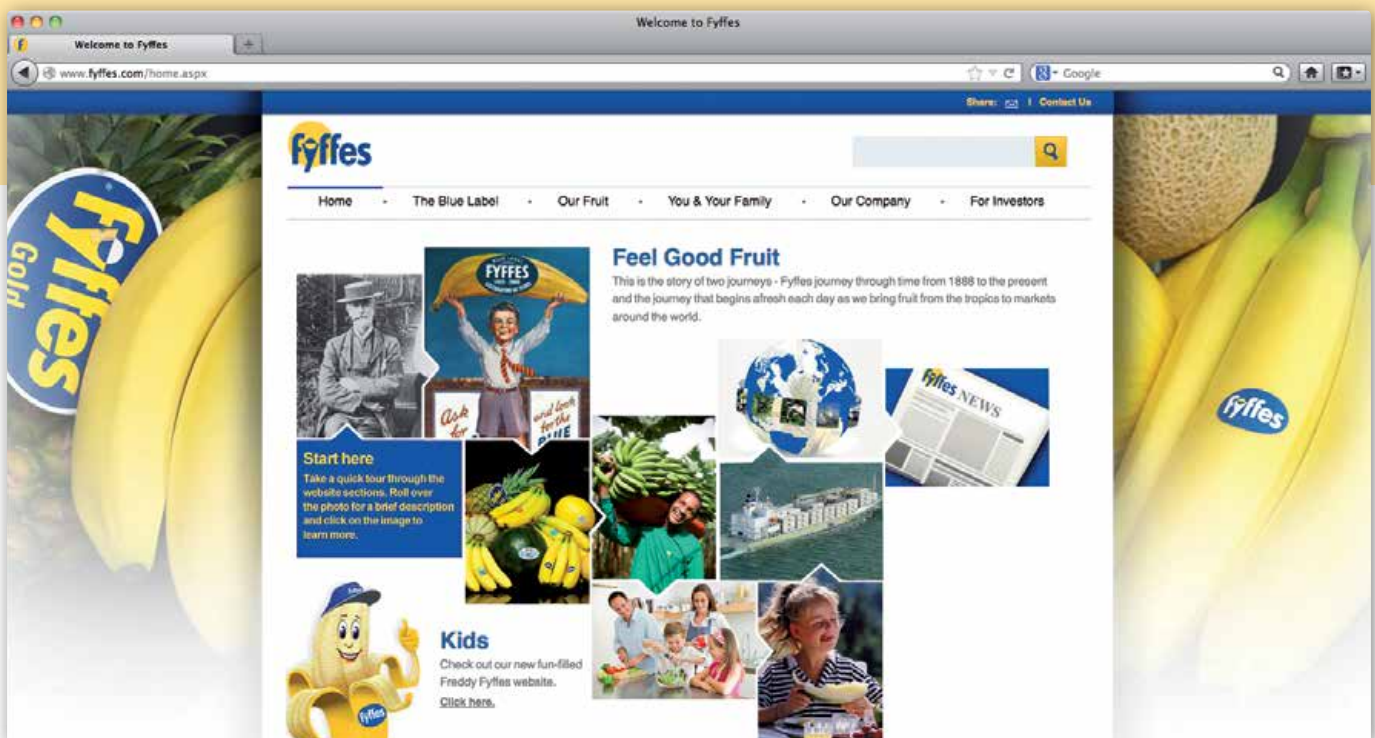 Welcome to Fyffes
Welcome to Fyffes
www.fyffes.com/home.aspx
Google
Share: | Contact Us
fyffes
Home - The Blue Label - Our Fruit - You & Your Family - Our Company - For Investors
fyffes
Gold
FYFFES
Ask
for
and look
for the
BLUE
Feel Good Fruit
This is the story of two journeys - Fyffes journey through time from 1888 to the present
and the journey that begins afresh each day as we bring fruit from the tropics to markets
around the world.
fyffes NEWS
fyffes
Start here
Take a quick tour through the
website sections. Roll over
the photo for a brief description
and click on the image to
learn more.
Kids
Check out our new fun-filled
Freddy Fyffes website.
Click here.
fyffes